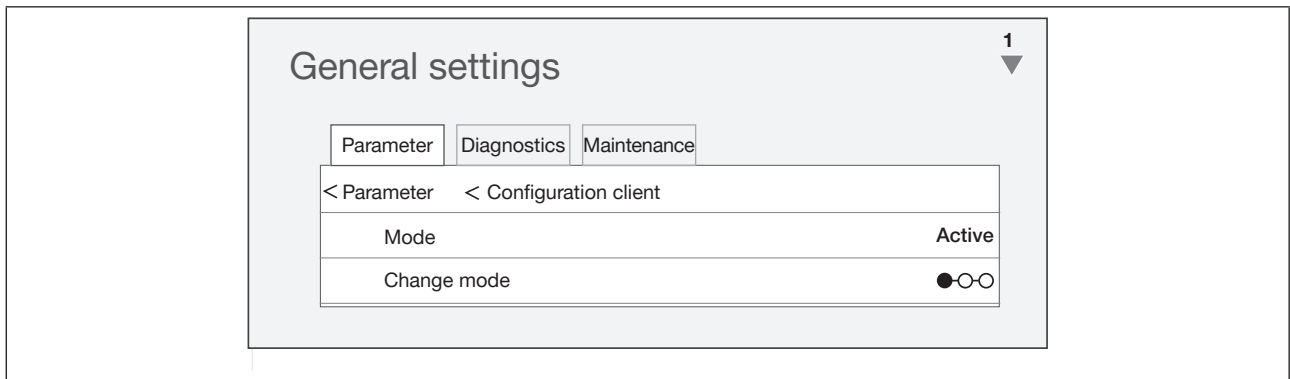 1
General settings
Parameter Diagnostics Maintenance
< Parameter < Configuration client
Mode Active
Change mode